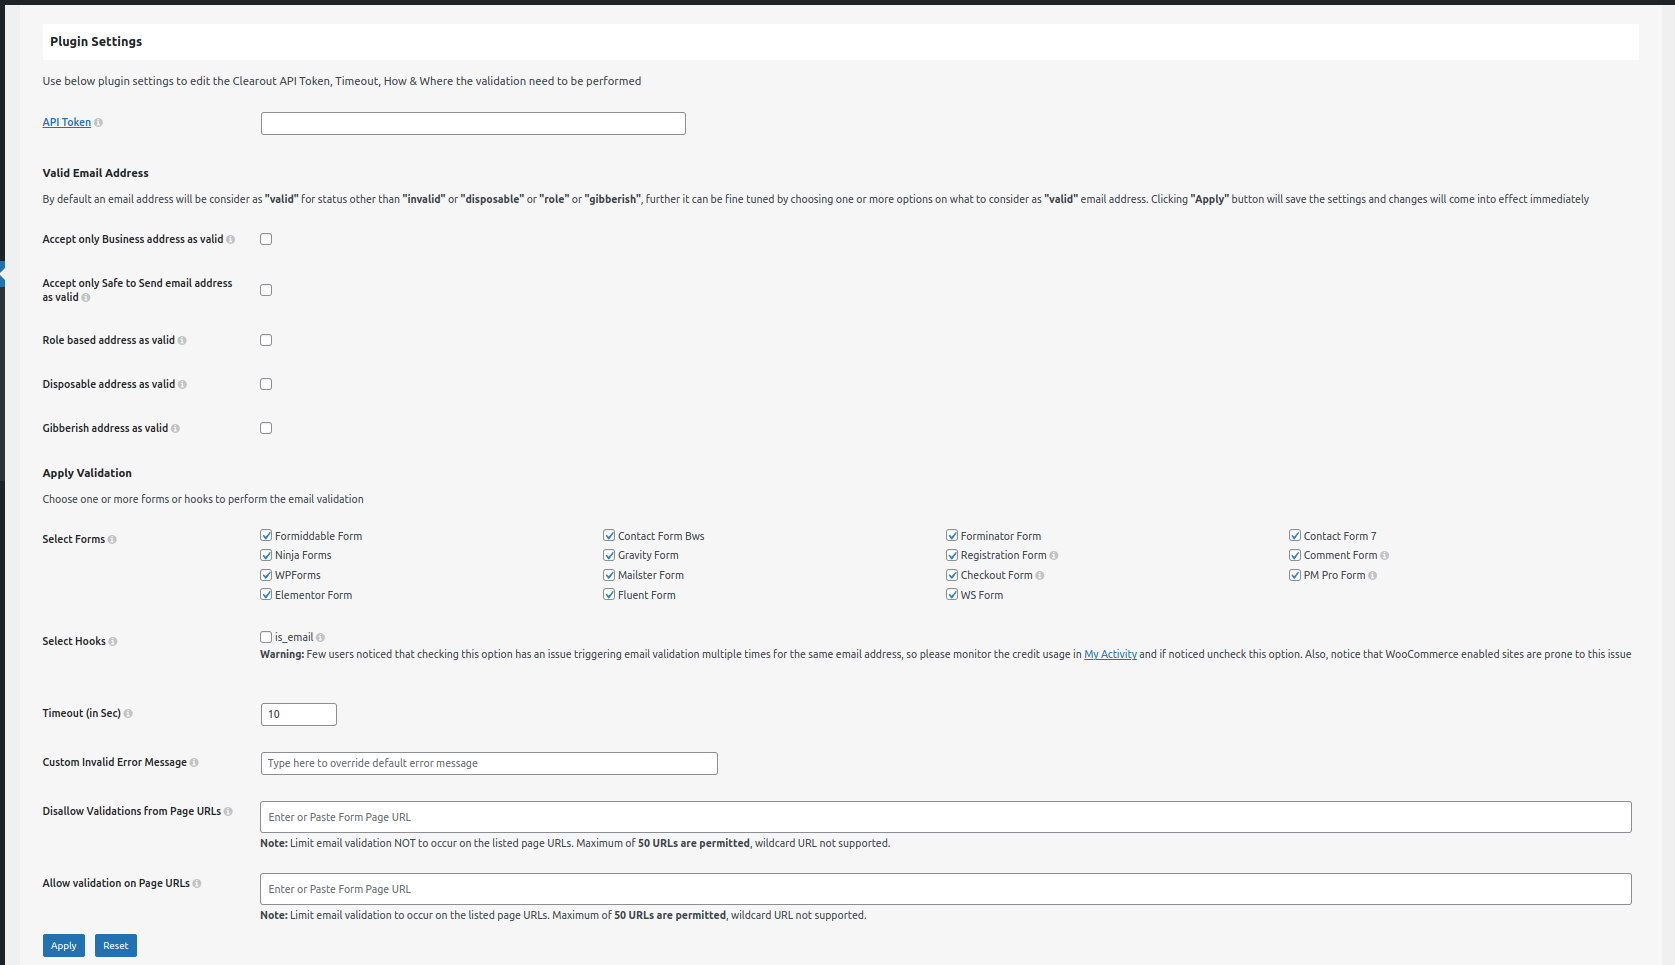 Plugin Settings
Use below plugin settings to edit the Clearout API Token, Timeout, How & Where the validation need to be performed
API Token
Valid Email Address
By default an email address will be consider as "valid" for status other than "invalid" or "disposable" or "role" or "gibberish", further it can be fine tuned by choosing one or more options on what to consider as "valid" email address. Clicking "Apply" button will save the settings and changes will come into effect immediately
Accept only Business address as valid
Accept only Safe to Send email address
as valid
Role based address as valid
Disposable address as valid
Gibberish address as valid
Apply Validation
Choose one or more forms or hooks to perform the email validation
Select Forms
Formiddable Form
Contact Form Bws
Forminator Form
Contact Form 7
Ninja Forms
Gravity Form
Registration Form
Comment Form
WPForms
Mailster Form
Checkout Form
PM Pro Form
Elementor Form
Fluent Form
WS Form
Select Hooks
is_email
Warning: Few users noticed that checking this option has an issue triggering email validation multiple times for the same email address, so please monitor the credit usage in My Activity and if noticed uncheck this option. Also, notice that WooCommerce enabled sites are prone to this issue
Timeout (in Sec)
10
Custom Invalid Error Message
Type here to override default error message
Disallow Validations from Page URLs
Enter or Paste Form Page URL
Note: Limit email validation NOT to occur on the listed page URLs. Maximum of 50 URLs are permitted, wildcard URL not supported.
Allow validation on Page URLs
Enter or Paste Form Page URL
Note: Limit email validation to occur on the listed page URLs. Maximum of 50 URLs are permitted, wildcard URL not supported.
Apply
Reset